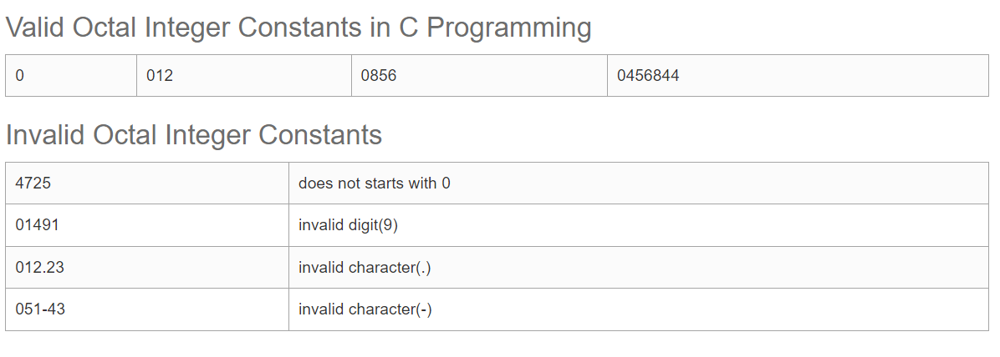 Valid Octal Integer Constants in C Programming
0 012 0856 0456844
Invalid Octal Integer Constants
4725 does not starts with 0
01491 invalid digit(9)
012.23 invalid character(.)
051-43 invalid character(-)